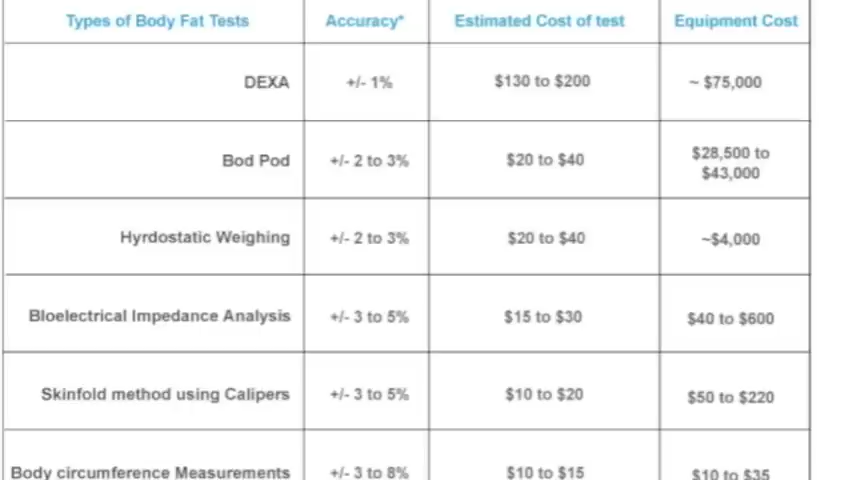 Types of Body Fat Tests Accuracy* Estimated Cost of test Equipment Cost
DEXA +/- 1% $130 to $200 ~ $75,000
Bod Pod +/- 2 to 3% $20 to $40 $28,500 to
$43,000
Hyrdostatic Weighing +/- 2 to 3% $20 to $40 ~$4,000
Bloelectrical Impedance Analysis +/- 3 to 5% $15 to $30 $40 to $600
Skinfold method using Calipers +/- 3 to 5% $10 to $20 $50 to $220
Body circumference Measurements +/- 3 to 8% $10 to $15 $10 to $35